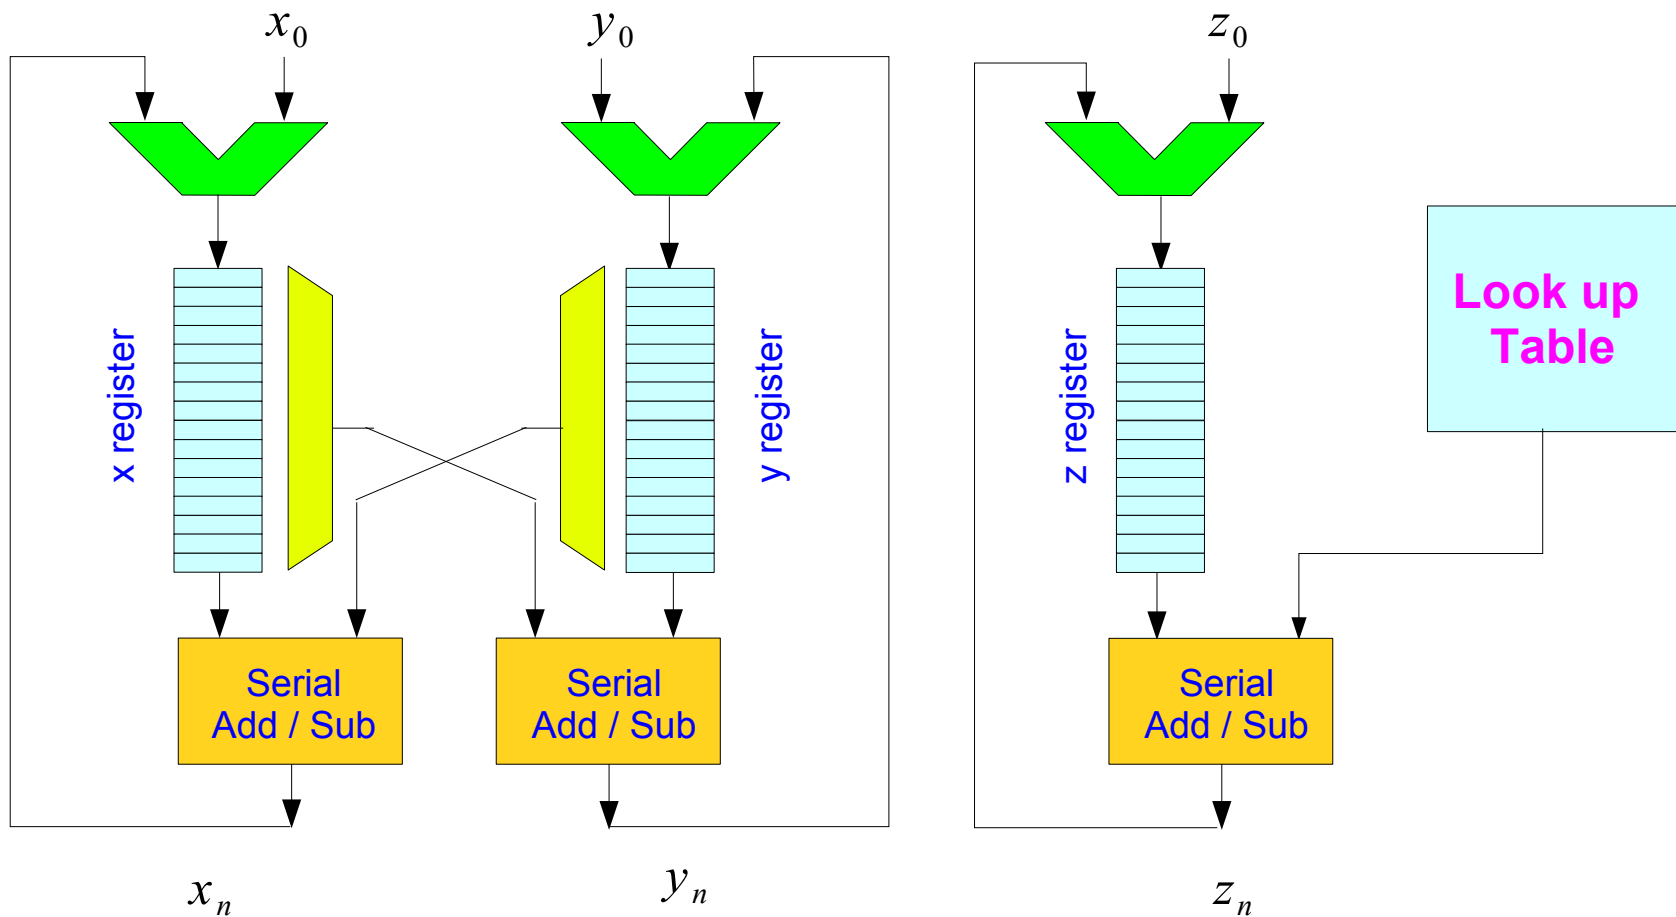 x₀
y₀
z₀
x register
y register
z register
Look up
Table
Serial
Add / Sub
Serial
Add / Sub
Serial
Add / Sub
xₙ
yₙ
zₙ